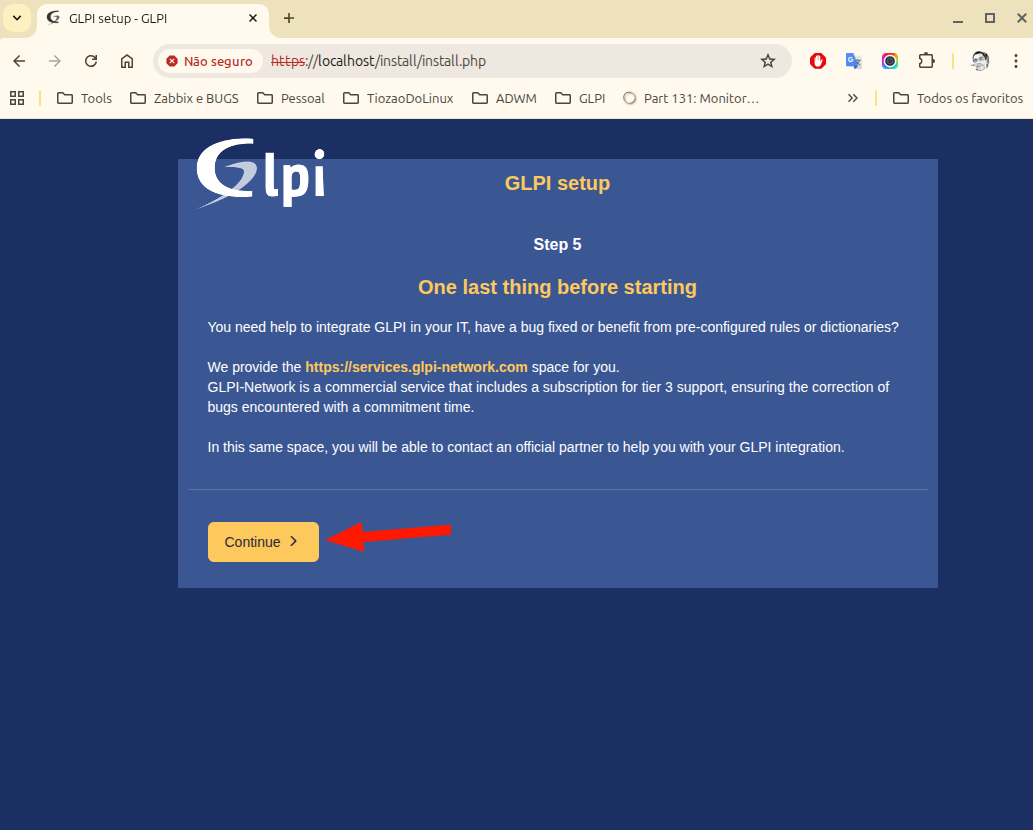 GLPI setup - GLPI
Não seguro
https://localhost/install/install.php
Tools
Zabbix e BUGS
Pessoal
TiozaoDoLinux
ADWM
GLPI
Part 131: Monitor…
Todos os favoritos
Glpi
GLPI setup
Step 5
One last thing before starting
You need help to integrate GLPI in your IT, have a bug fixed or benefit from pre-configured rules or dictionaries?
We provide the https://services.glpi-network.com space for you.
GLPI-Network is a commercial service that includes a subscription for tier 3 support, ensuring the correction of
bugs encountered with a commitment time.
In this same space, you will be able to contact an official partner to help you with your GLPI integration.
Continue